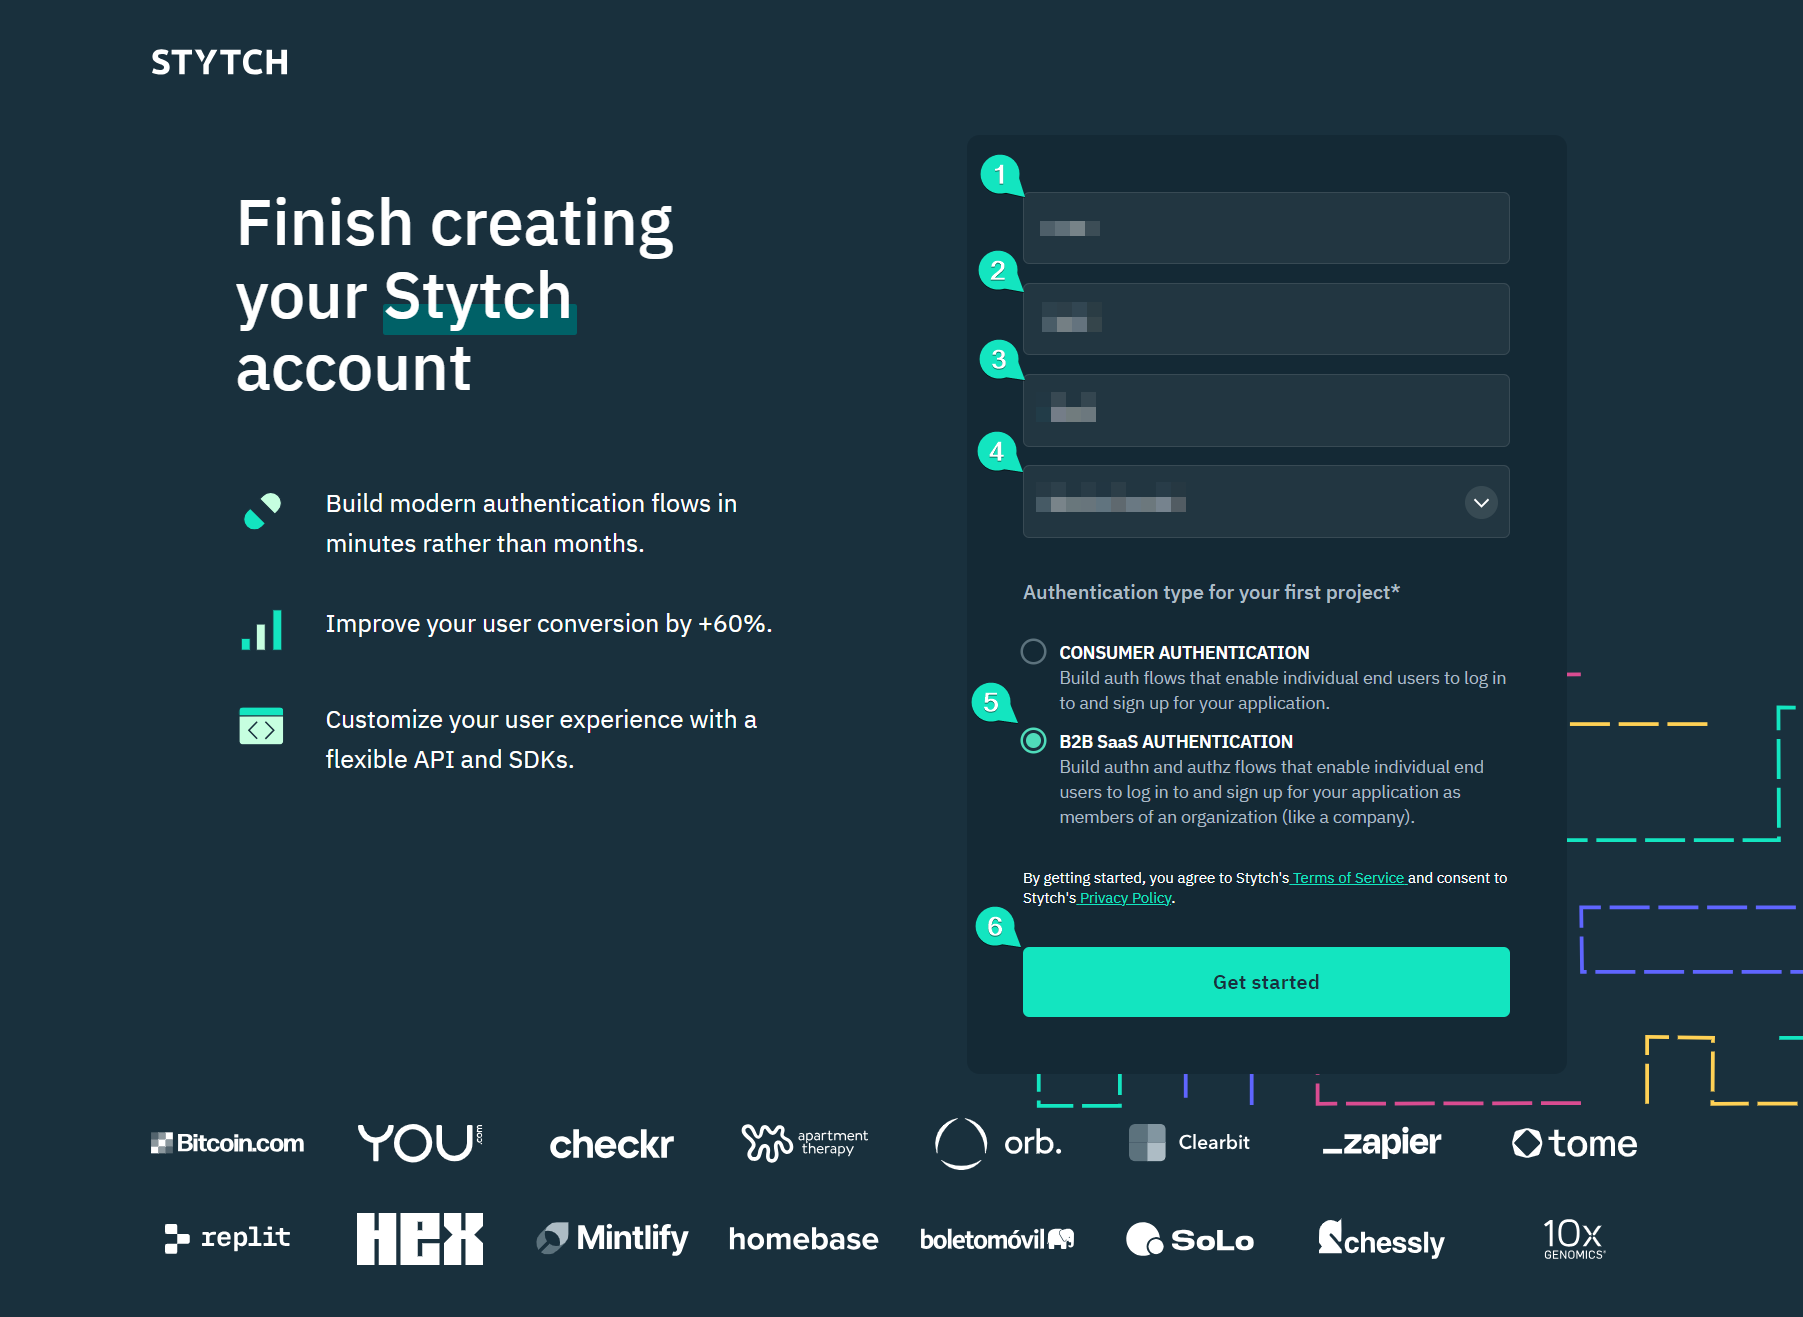 STYTCH
Finish creating
your Stytch
account
Build modern authentication flows in
minutes rather than months.
Improve your user conversion by +60%.
Customize your user experience with a
flexible API and SDKs.
1
2
3
4
Authentication type for your first project*
CONSUMER AUTHENTICATION
Build auth flows that enable individual end users to log in
to and sign up for your application.
5
B2B SaaS AUTHENTICATION
Build authn and authz flows that enable individual end
users to log in to and sign up for your application as
members of an organization (like a company).
By getting started, you agree to Stytch's Terms of Service and consent to
Stytch's Privacy Policy.
6
Get started
Bitcoin.com
YOU.com
checkr
apartment
therapy
orb.
Clearbit
zapier
tome
replit
HEX
Mintlify
homebase
boletomóvil
SoLo
chessly
10x
GENOMICS